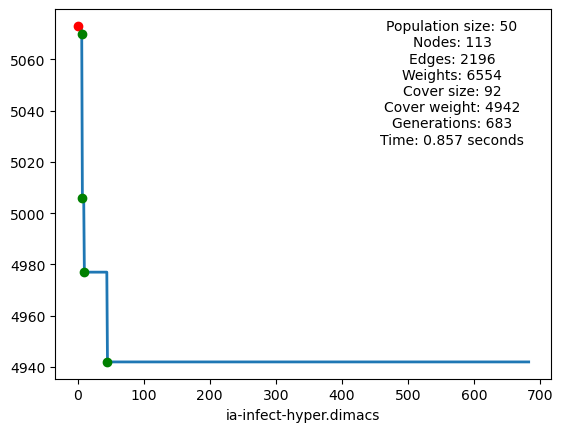 Population size: 50
Nodes: 113
Edges: 2196
Weights: 6554
Cover size: 92
Cover weight: 4942
Generations: 683
Time: 0.857 seconds
5060
5040
5020
5000
4980
4960
4940
0 100 200 300 400 500 600 700
ia-infect-hyper.dimacs